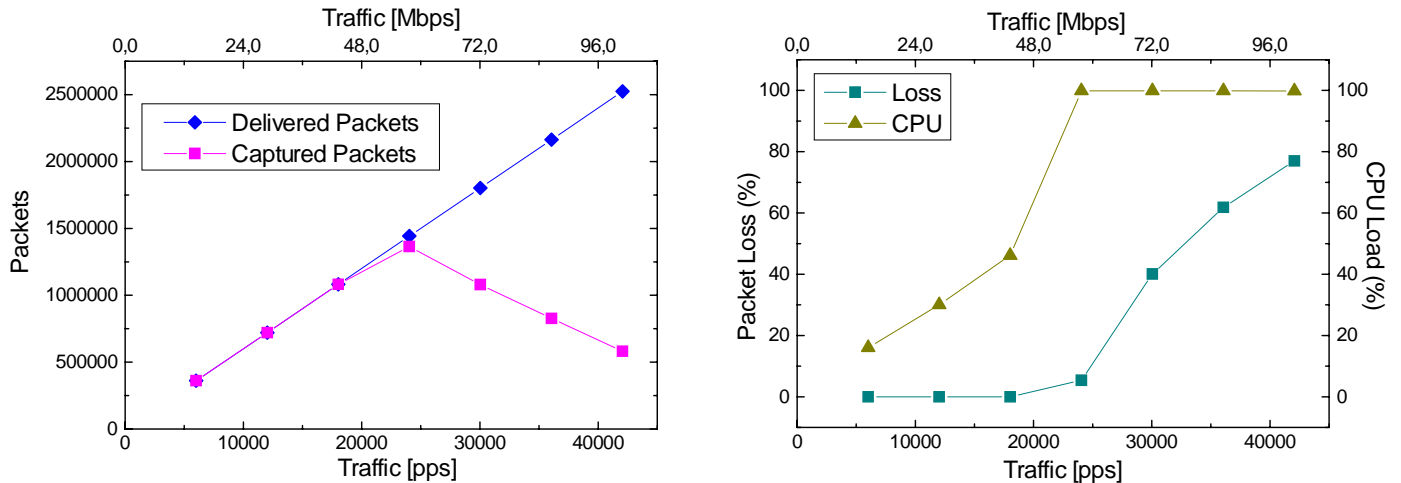 Traffic [Mbps]
0,0 24,0 48,0 72,0 96,0
2500000
2000000
1500000
1000000
500000
0
Packets
Delivered Packets
Captured Packets
0 10000 20000 30000 40000
Traffic [pps]
Traffic [Mbps]
0,0 24,0 48,0 72,0 96,0
100
80
60
40
20
0
Packet Loss (%)
Loss
CPU
100
80
60
40
20
0
CPU Load (%)
0 10000 20000 30000 40000
Traffic [pps]